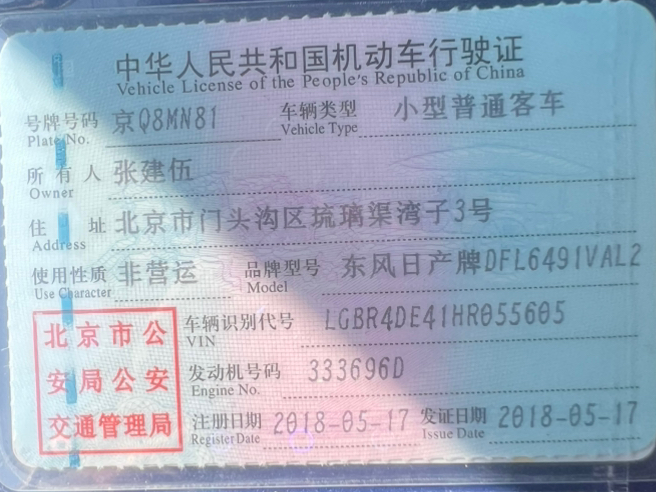 中华人民共和国机动车行驶证
Vehicle License of the People's Republic of China
号牌号码 京Q8MN81 车辆类型 小型普通客车
Plate No. Vehicle Type
所有人 张建伍
Owner
住址 北京市门头沟区琉璃渠湾子3号
Address
使用性质 非营运 品牌型号 东风日产牌DFL6491VAL2
Use Character Model
北京市公安局公安交通管理局
车辆识别代号 LGBR4DE41HR055605
VIN
发动机号码 333696D
Engine No.
注册日期 2018-05-17 发证日期 2018-05-17
Register Date Issue Date